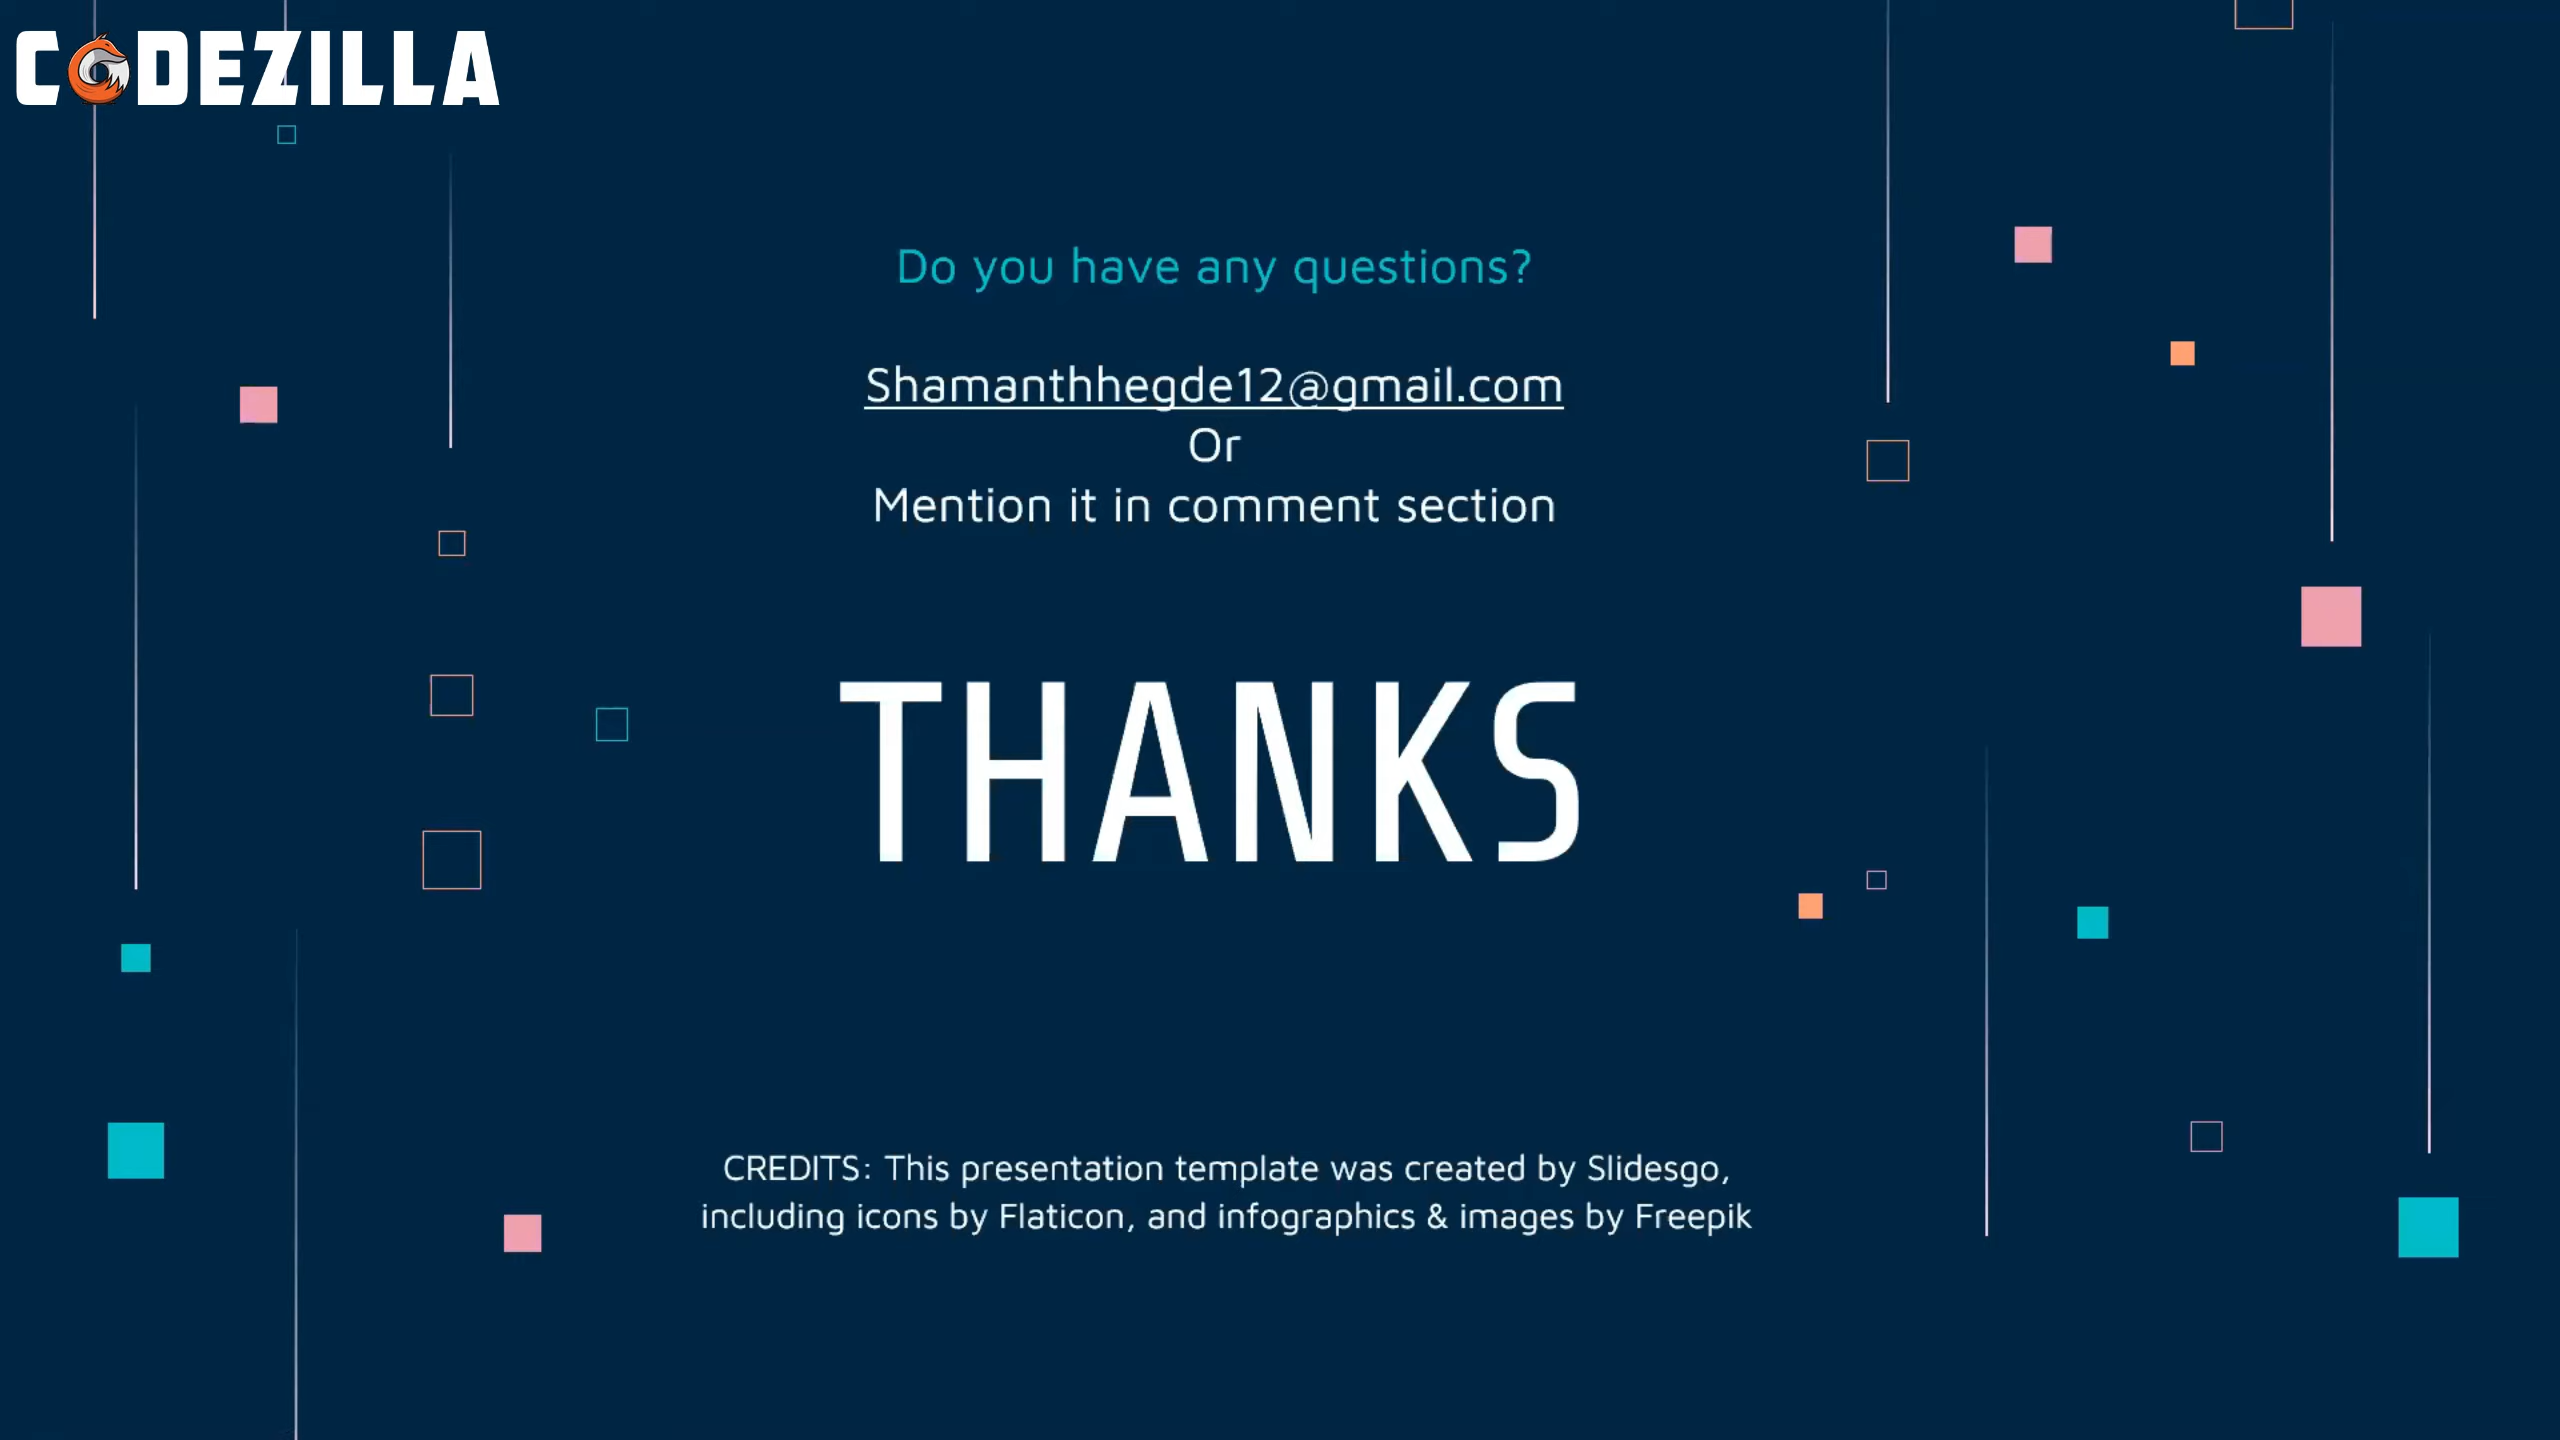 CODEZILLA
Do you have any questions?
Shamanthhegde12@gmail.com
Or
Mention it in comment section
THANKS
CREDITS: This presentation template was created by Slidesgo,
including icons by Flaticon, and infographics & images by Freepik